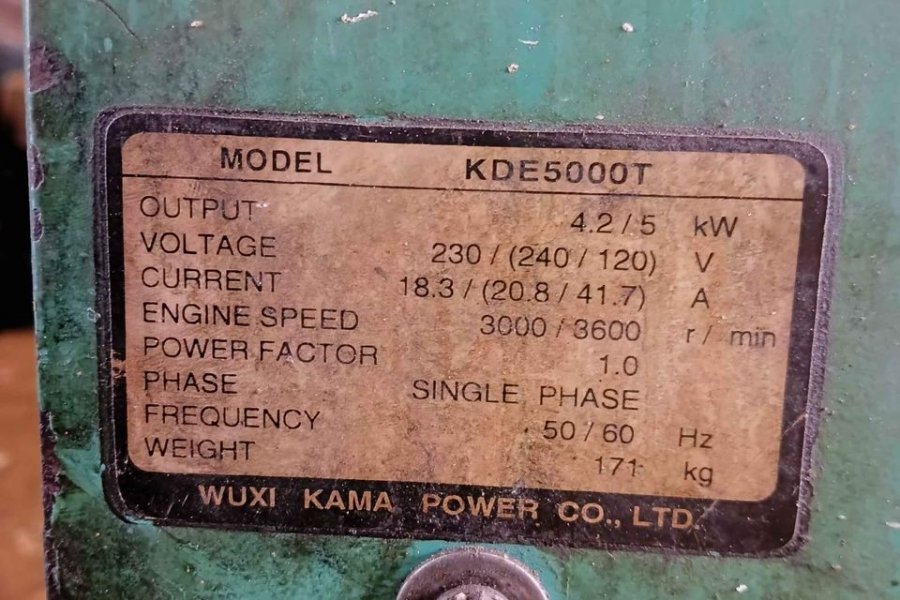 MODEL KDE5000T
OUTPUT 4.2 / 5 kW
VOLTAGE 230 / (240 / 120) V
CURRENT 18.3 / (20.8 / 41.7) A
ENGINE SPEED 3000 / 3600 r / min
POWER FACTOR 1.0
PHASE SINGLE PHASE
FREQUENCY 50 / 60 Hz
WEIGHT 171 kg
WUXI KAMA POWER CO., LTD.